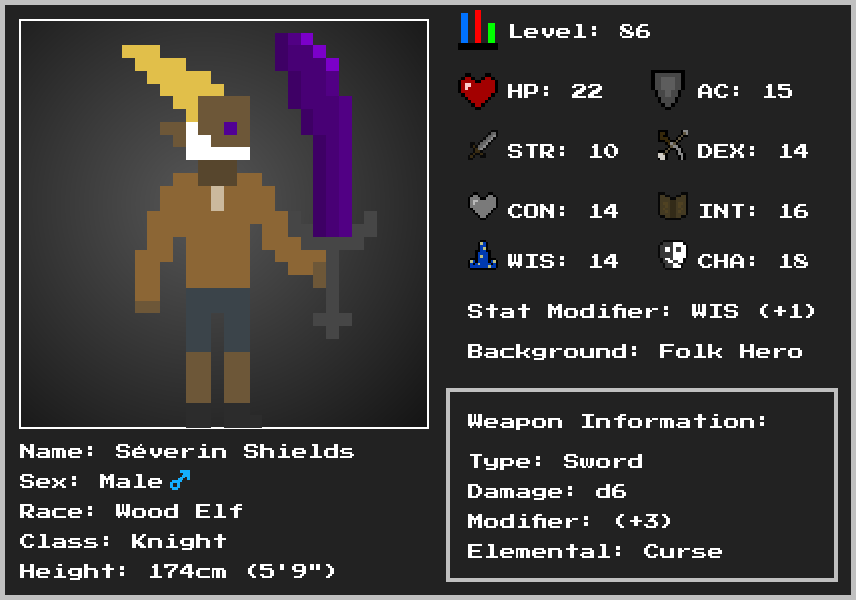 Level: 86
HP: 22
AC: 15
STR: 10
DEX: 14
CON: 14
INT: 16
WIS: 14
CHA: 18
Stat Modifier: WIS (+1)
Background: Folk Hero
Weapon Information:
Type: Sword
Damage: d6
Modifier: (+3)
Elemental: Curse
Name: Séverin Shields
Sex: Male♂
Race: Wood Elf
Class: Knight
Height: 174cm (5'9")